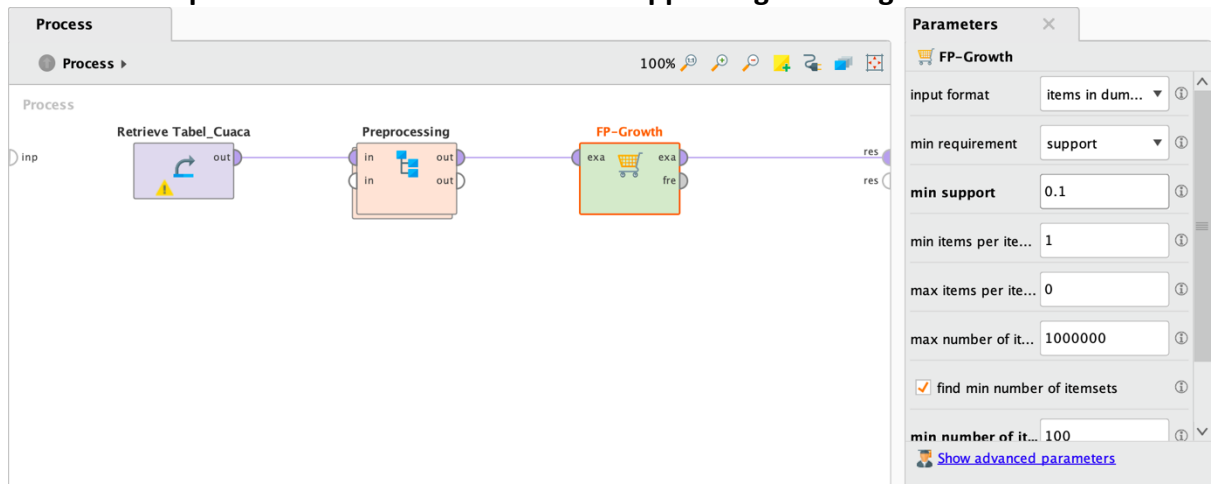 Process
Process
100%
Process
Retrieve Tabel_Cuaca
Preprocessing
FP-Growth
inp
out
in
out
in
out
exa
exa
fre
res
res
Parameters
FP-Growth
input format
items in dum...
min requirement
support
min support
0.1
min items per ite...
1
max items per ite...
0
max number of it...
1000000
find min number of itemsets
min number of it...
100
Show advanced parameters